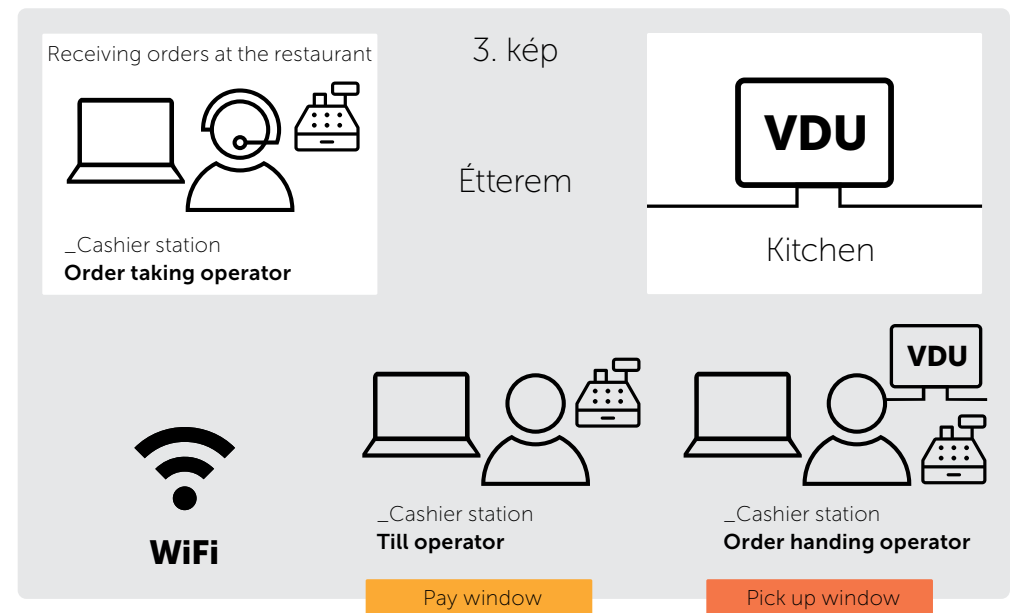 Receiving orders at the restaurant
_Cashier station
Order taking operator
3. kép
Étterem
VDU
Kitchen
WiFi
_Cashier station
Till operator
Pay window
VDU
_Cashier station
Order handing operator
Pick up window